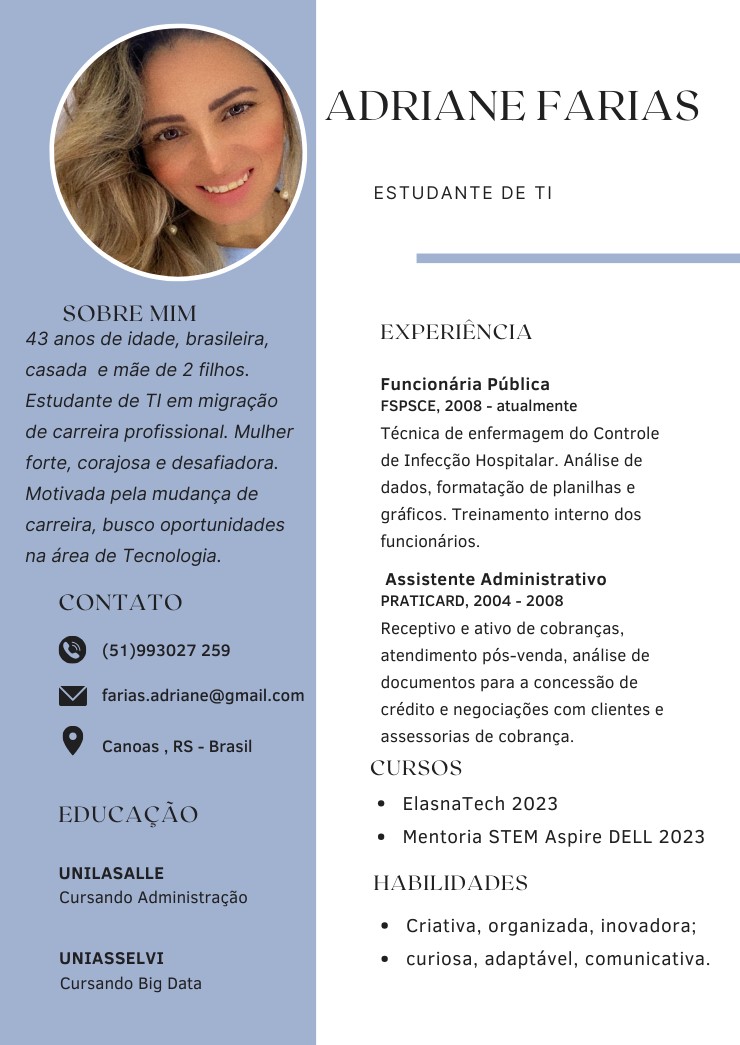 ADRIANE FARIAS
ESTUDANTE DE TI
SOBRE MIM
43 anos de idade, brasileira,
casada e mãe de 2 filhos.
Estudante de TI em migração
de carreira profissional. Mulher
forte, corajosa e desafiadora.
Motivada pela mudança de
carreira, busco oportunidades
na área de Tecnologia.
CONTATO
(51)993027 259
farias.adriane@gmail.com
Canoas , RS - Brasil
EDUCAÇÃO
UNILASALLE
Cursando Administração
UNIASSELVI
Cursando Big Data
EXPERIÊNCIA
Funcionária Pública
FSPSCE, 2008 - atualmente
Técnica de enfermagem do Controle
de Infecção Hospitalar. Análise de
dados, formatação de planilhas e
gráficos. Treinamento interno dos
funcionários.
Assistente Administrativo
PRATICARD, 2004 - 2008
Receptivo e ativo de cobranças,
atendimento pós-venda, análise de
documentos para a concessão de
crédito e negociações com clientes e
assessorias de cobrança.
CURSOS
• ElasnaTech 2023
• Mentoria STEM Aspire DELL 2023
HABILIDADES
• Criativa, organizada, inovadora;
• curiosa, adaptável, comunicativa.